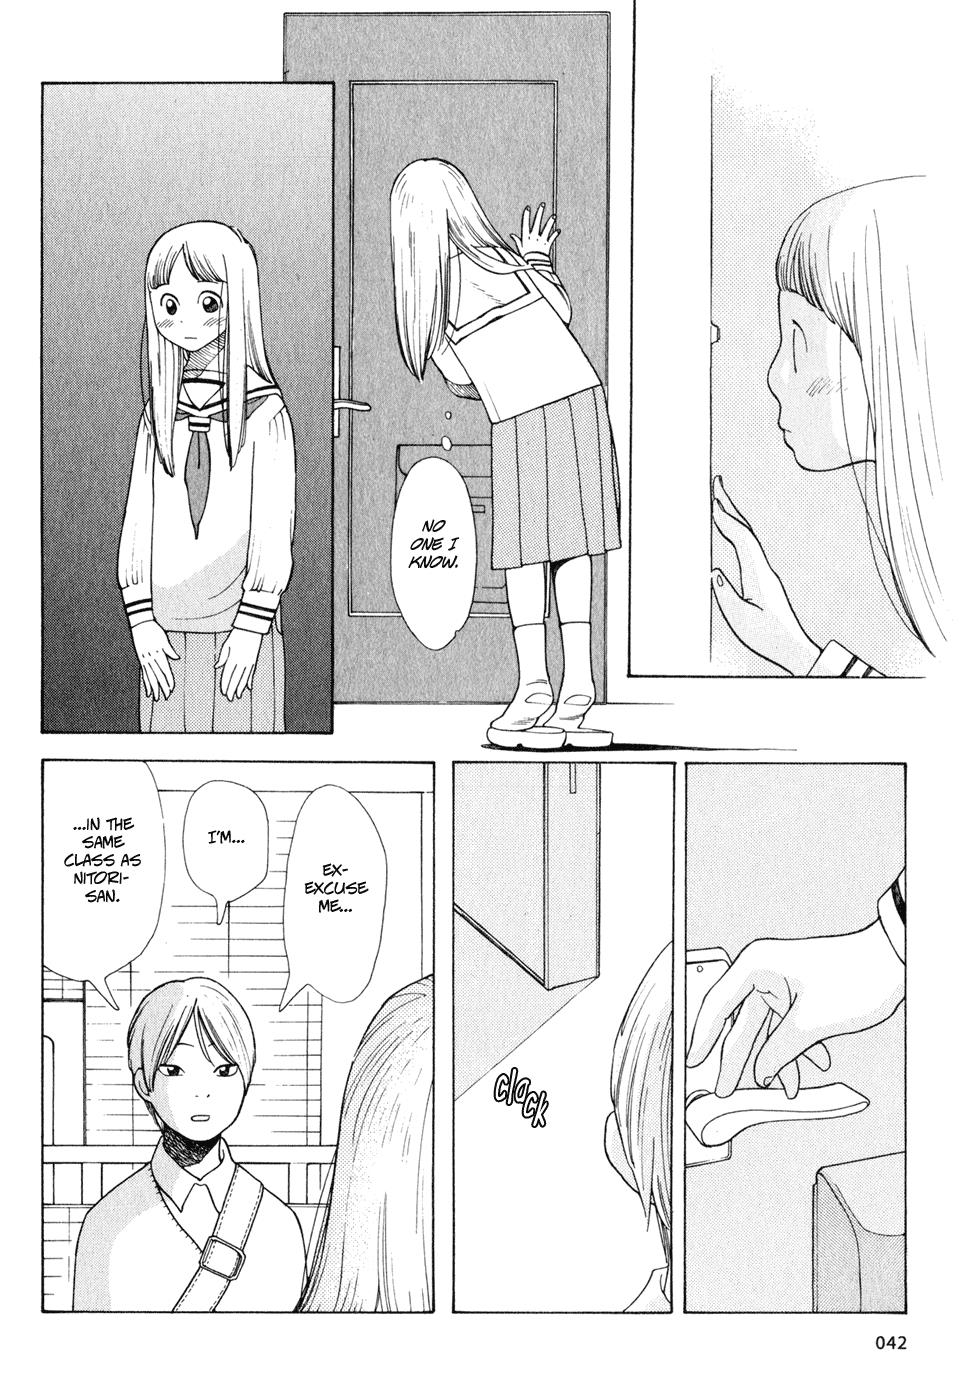 NO
ONE I
KNOW.
clack
EX-
EXCUSE
ME...
I'M...
...IN THE
SAME
CLASS AS
NITORI-
SAN.
042